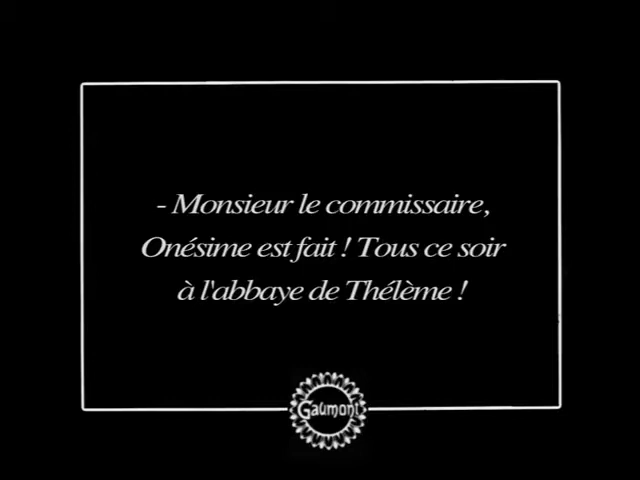 - Monsieur le commissaire,
Onésime est fait ! Tous ce soir
à l'abbaye de Thélème !
Gaumont